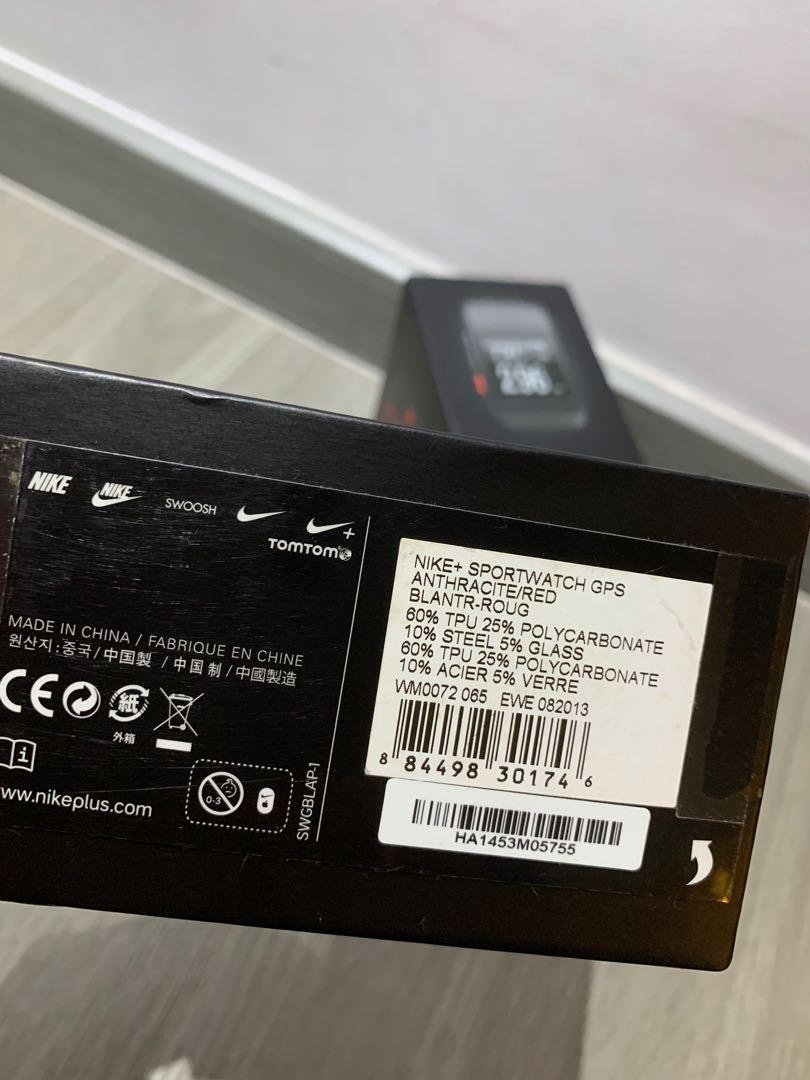 236
NIKE
NIKE
SWOOSH
+
TOMTOM
MADE IN CHINA / FABRIQUE EN CHINE
원산지:중국/中国製 / 中国制/中國製造
CE
紙
外箱
i
0-3
www.nikeplus.com
SWGBLAP-1
NIKE+ SPORTWATCH GPS
ANTHRACITE/RED
BLANTR-ROUG
60% TPU 25% POLYCARBONATE
10% STEEL 5% GLASS
60% TPU 25% POLYCARBONATE
10% ACIER 5% VERRE
WM0072 065 EWE 082013
8 84498 30174 6
HA1453M05755